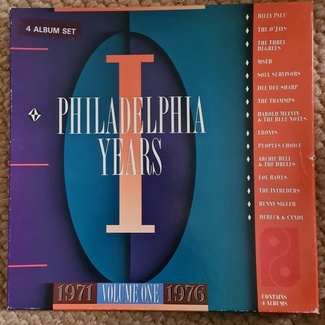 4 ALBUM SET
I
PHILADELPHIA
YEARS
1971 VOLUME ONE 1976
BILLY PAUL
THE O'JAYS
THE THREE
DEGREES
MSFB
SOUL SURVIVORS
DEE DEE SHARP
THE TRAMMPS
HAROLD MELVIN
& THE BLUE NOTES
EBONYS
PEOPLES CHOICE
ARCHIE BELL
& THE DRELLS
LOU RAWLS
THE INTRUDERS
BUNNY SIGLER
DERECK & CYNDI
CONTAINS
4 ALBUMS